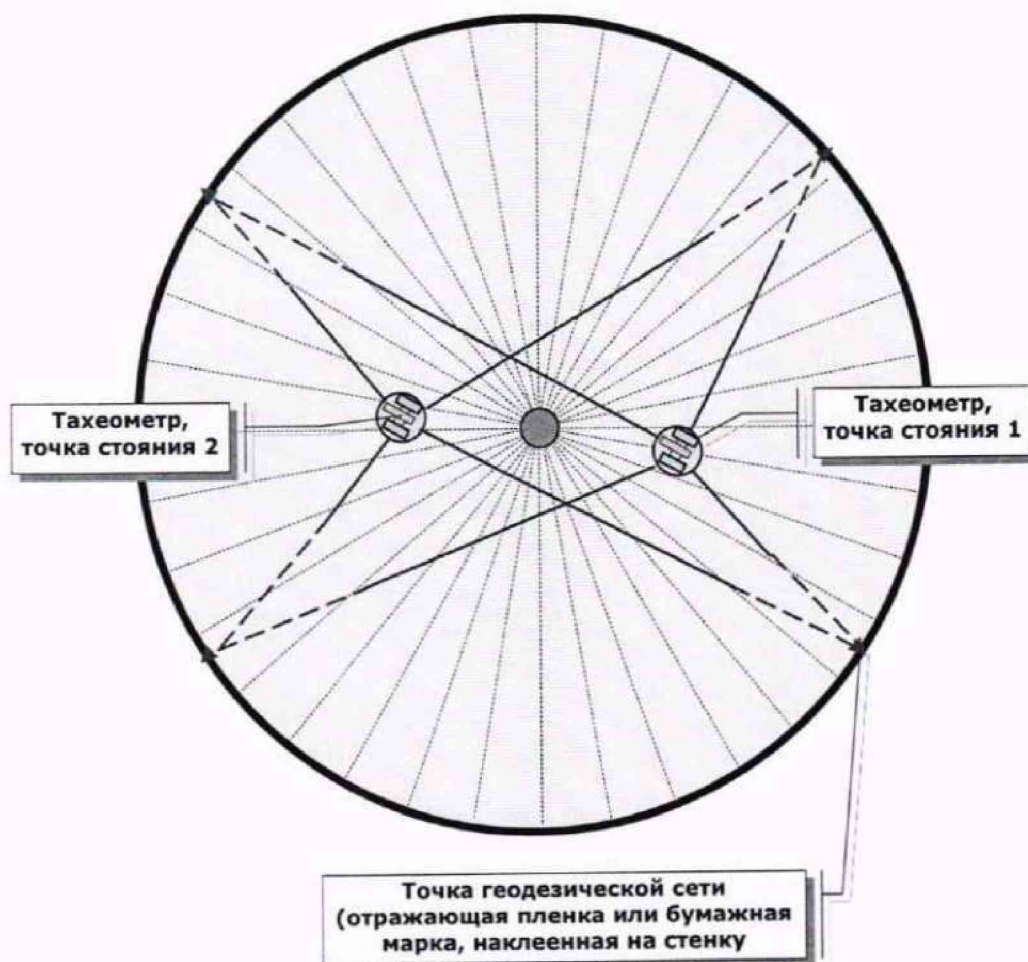 Тахеометр,
точка стояния 2
Тахеометр,
точка стояния 1
Точка геодезической сети
(отражающая пленка или бумажная
марка, наклеенная на стенку